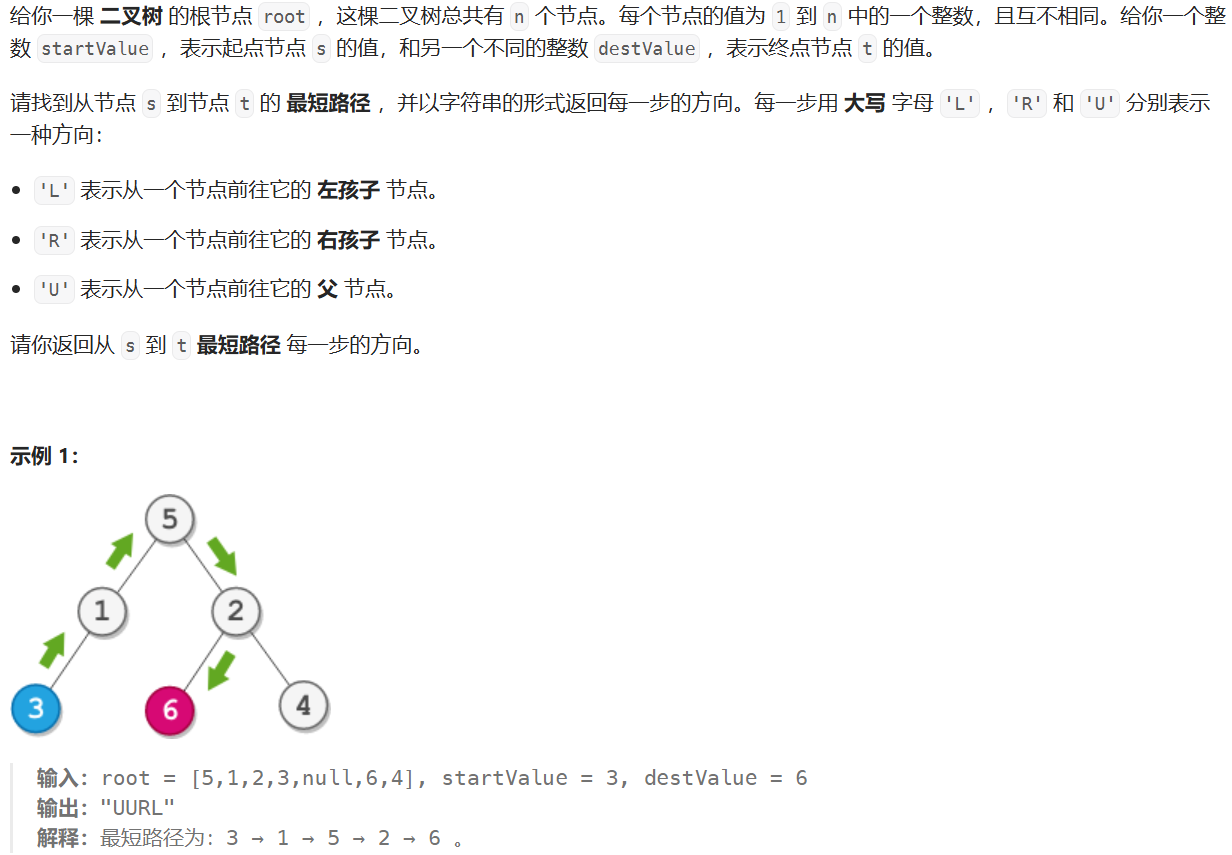 给你一棵 二叉树 的根节点 root ，这棵二叉树总共有 n 个节点。每个节点的值为 1 到 n 中的一个整数，且互不相同。给你一个整
数 startValue ，表示起点节点 s 的值，和另一个不同的整数 destValue ，表示终点节点 t 的值。
请找到从节点 s 到节点 t 的 最短路径 ，并以字符串的形式返回每一步的方向。每一步用 大写 字母 'L' ，'R' 和 'U' 分别表示
一种方向：
• 'L' 表示从一个节点前往它的 左孩子 节点。
• 'R' 表示从一个节点前往它的 右孩子 节点。
• 'U' 表示从一个节点前往它的 父 节点。
请你返回从 s 到 t 最短路径 每一步的方向。
示例 1：
5
1 2
3 6 4
输入：root = [5,1,2,3,null,6,4], startValue = 3, destValue = 6
输出："UURL"
解释：最短路径为：3 → 1 → 5 → 2 → 6 。